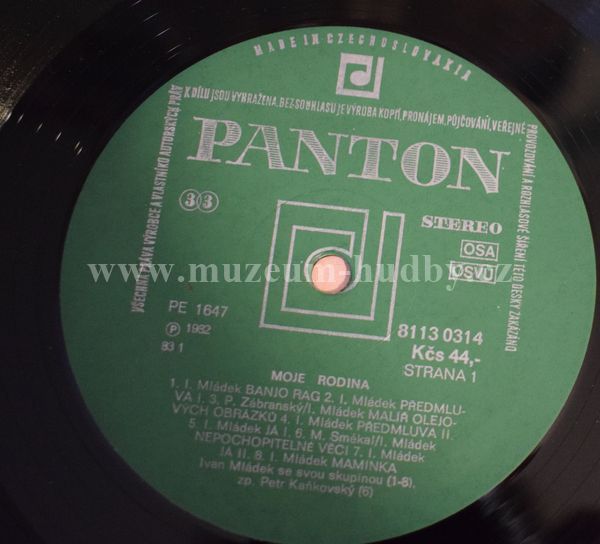 MADE IN CZECHOSLOVAKIA
VŠECHNA PRÁVA VÝROBCE A VLASTNÍKŮ AUTORSKÝCH PRÁV
K DÍLU JSOU VYHRAŽENA. BEZ SOUHLASU JE VÝROBA KOPIÍ, PRONÁJEM, PŮJČOVÁNÍ, VEŘEJNÉ
PROVOZOVÁNÍ A ROZHLASOVÉ ŠÍŘENÍ TÉTO DESKY ZAKÁZÁNO
PANTON
33
STEREO
OSA
OSVU
www.muzeum-hudby.cz
PE 1647
Ⓟ 1982
83 1
8113 0314
Kčs 44,-
STRANA 1
MOJE RODINA
1. I. Mládek BANJO RAG 2. I. Mládek PŘEDMLU-
VA I. 3. P. Zábranský/I. Mládek MALÍŘ OLEJO-
VÝCH OBRÁZKŮ 4. I. Mládek PŘEDMLUVA II.
5. I. Mládek JÁ I. 6. M. Smékal/I. Mládek
NEPOCHOPITELNÉ VĚCI 7. I. Mládek
JÁ II. 8. I. Mládek MAMINKA
Ivan Mládek se svou skupinou (1-8),
zp. Petr Kaňkovský (6)